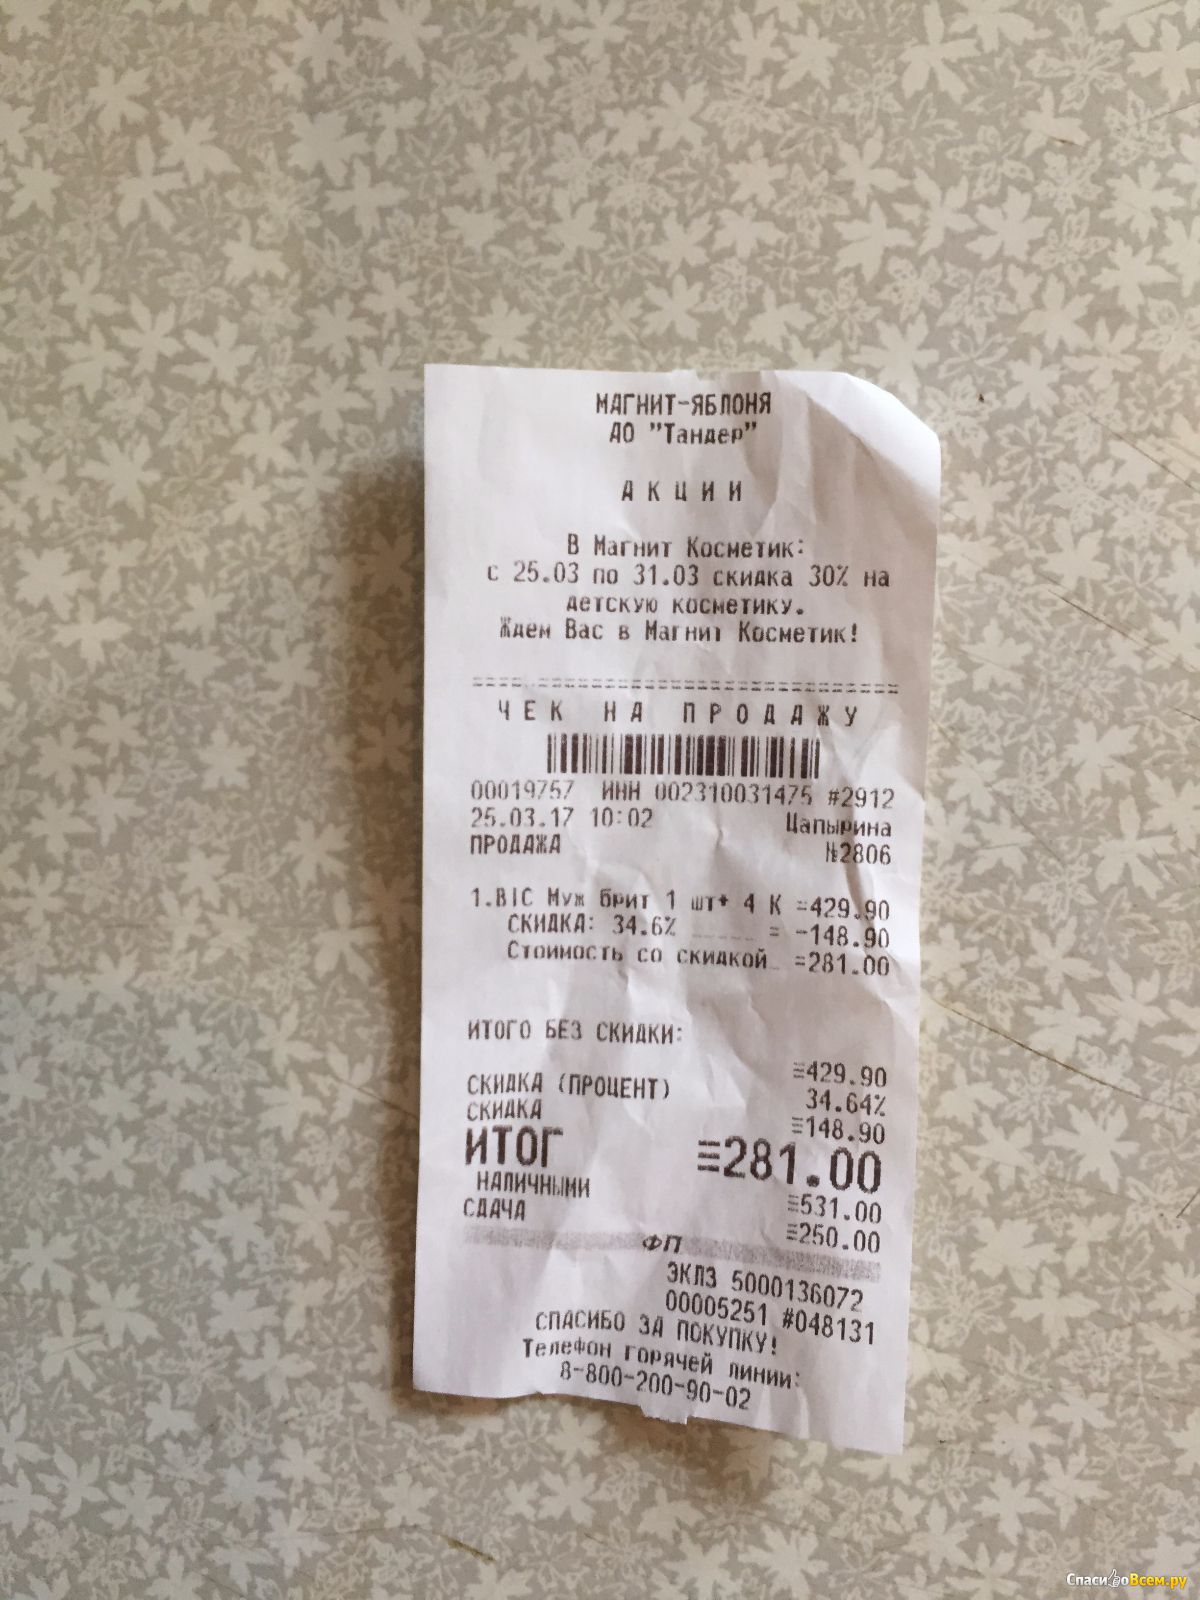 МАГНИТ-ЯБЛОНЯ
АО "Тандер"
А К Ц И И
В Магнит Косметик:
с 25.03 по 31.03 скидка 30% на
детскую косметику.
Ждем Вас в Магнит Косметик!
Ч Е К Н А П Р О Д А Ж У
00019757 ИНН 002310031475 #2912
25.03.17 10:02 Цапырина
ПРОДАЖА №2806
1.BIC Муж брит 1 шт+ 4 К =429.90
СКИДКА: 34.6% = -148.90
Стоимость со скидкой =281.00
ИТОГО БЕЗ СКИДКИ:
≡429.90
СКИДКА (ПРОЦЕНТ) 34.64%
СКИДКА ≡148.90
ИТОГ ≡281.00
НАЛИЧНЫМИ ≡531.00
СДАЧА ≡250.00
ФП
ЭКЛЗ 5000136072
00005251 #048131
СПАСИБО ЗА ПОКУПКУ!
Телефон горячей линии:
8-800-200-90-02
СпасибоВсем.ру